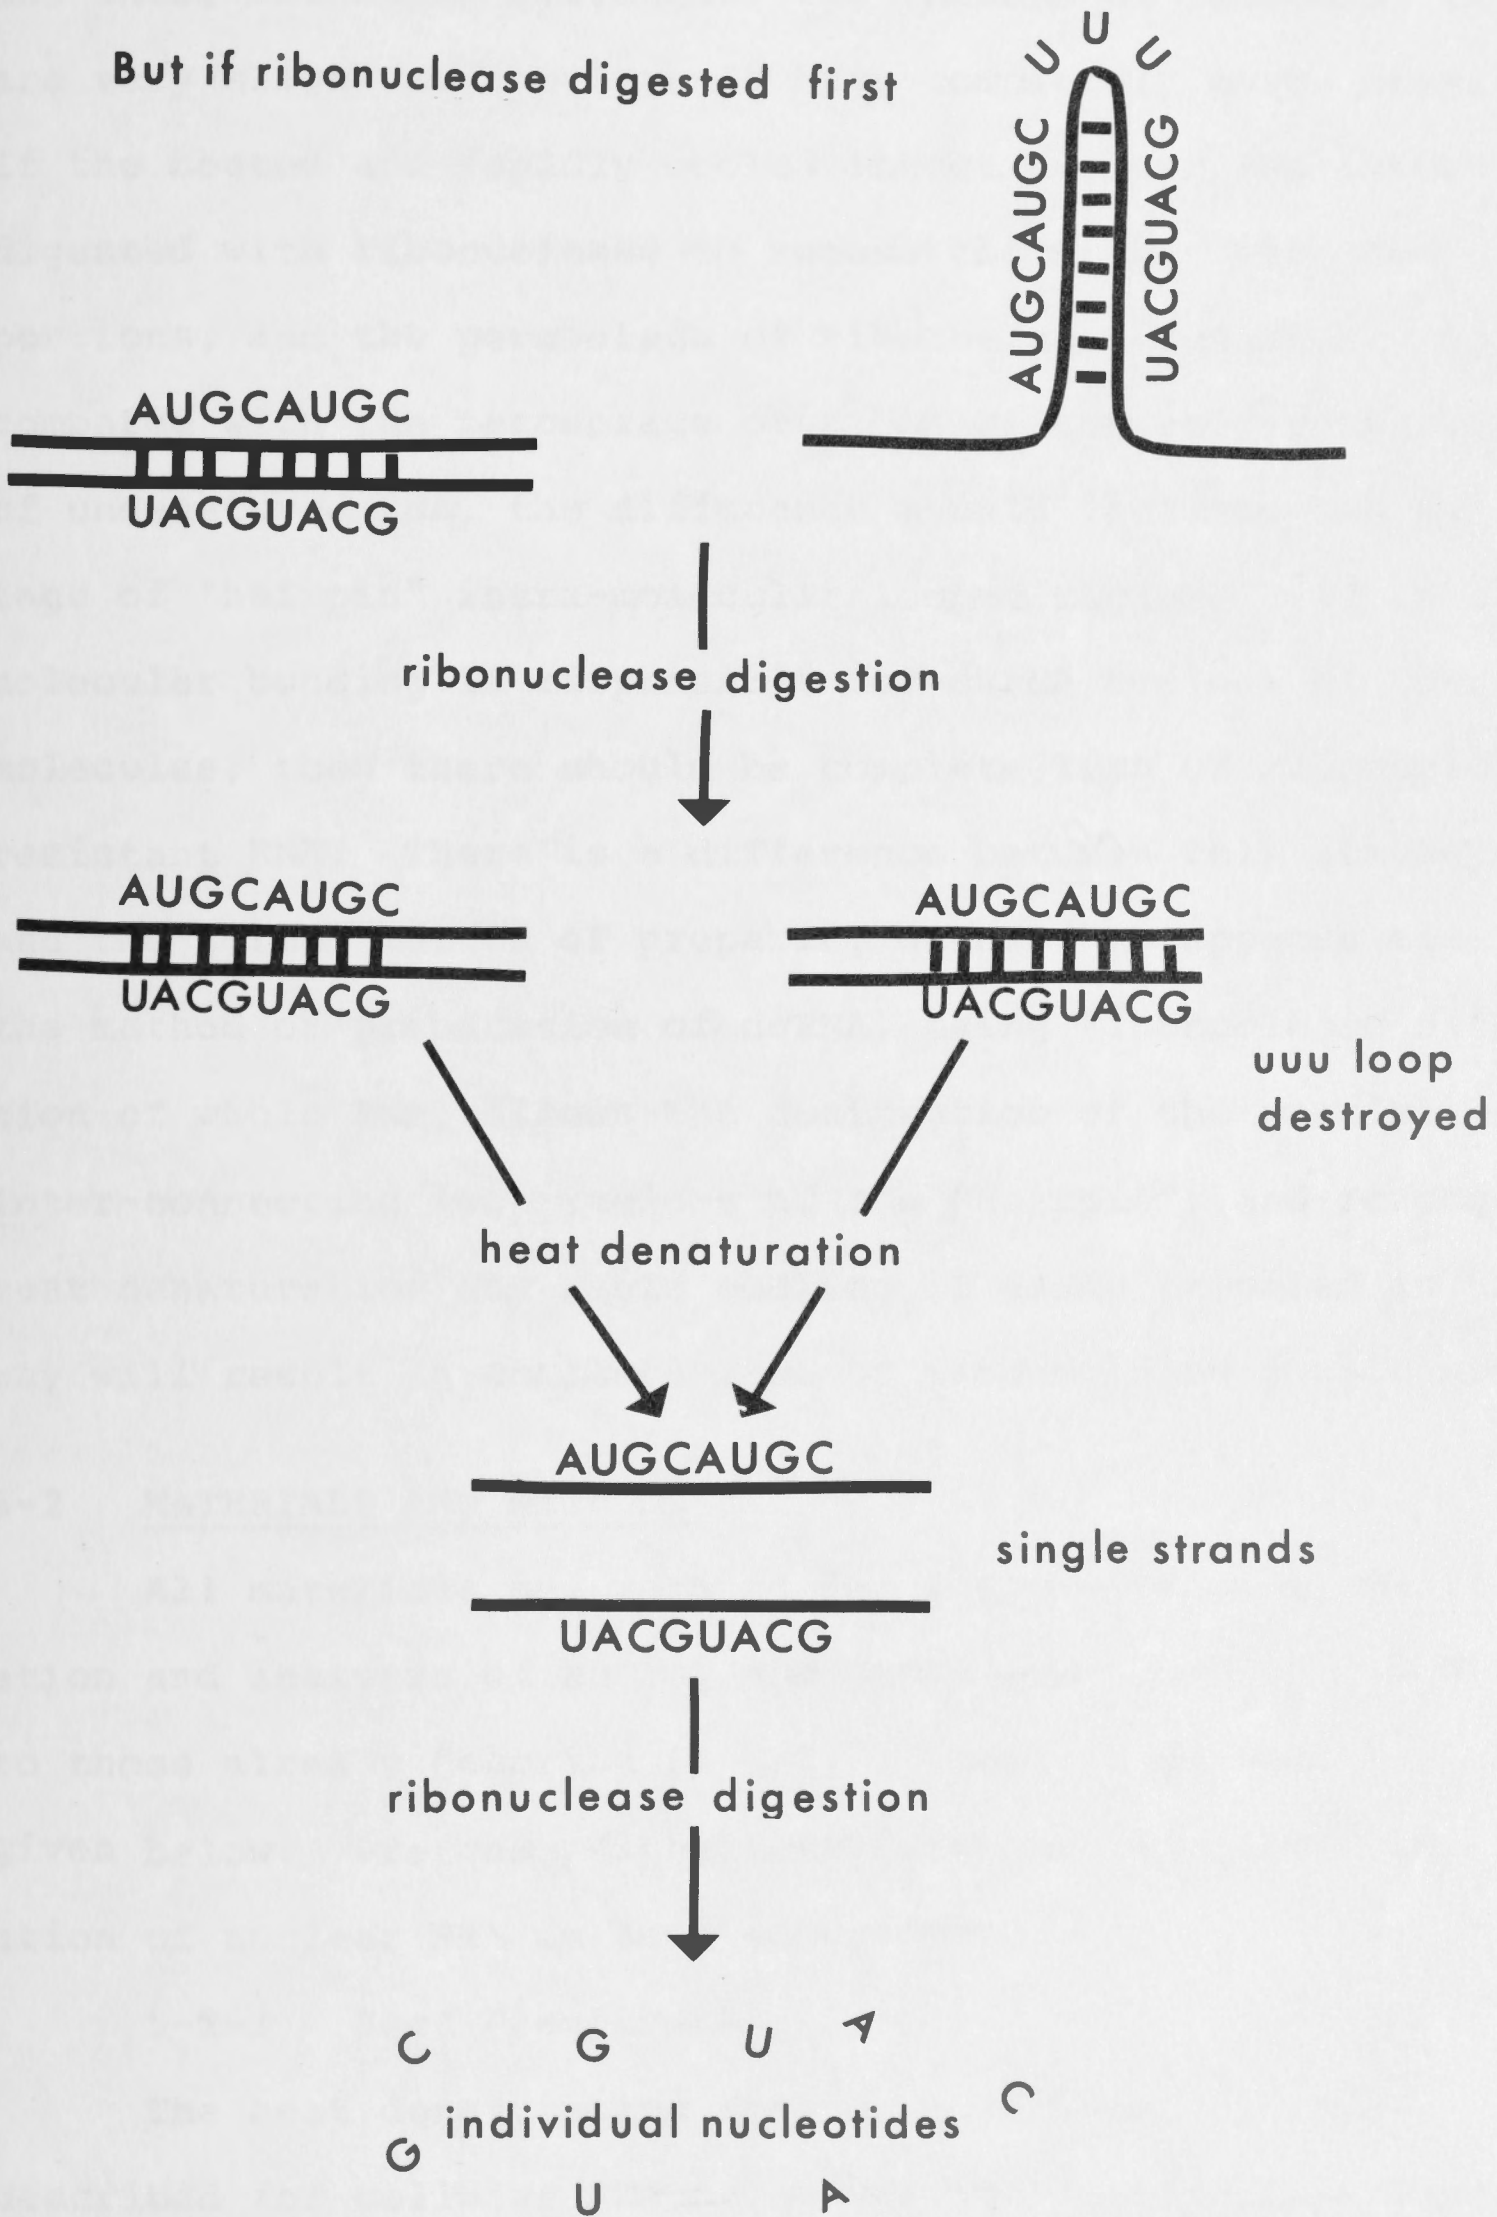 But if ribonuclease digested first
U U U
AUGCAUGC
UACGUACG
AUGCAUGC
UACGUACG
ribonuclease digestion
AUGCAUGC
UACGUACG
AUGCAUGC
UACGUACG
uuu loop
destroyed
heat denaturation
AUGCAUGC
single strands
UACGUACG
ribonuclease digestion
C G U A
C
individual nucleotides
G
U A